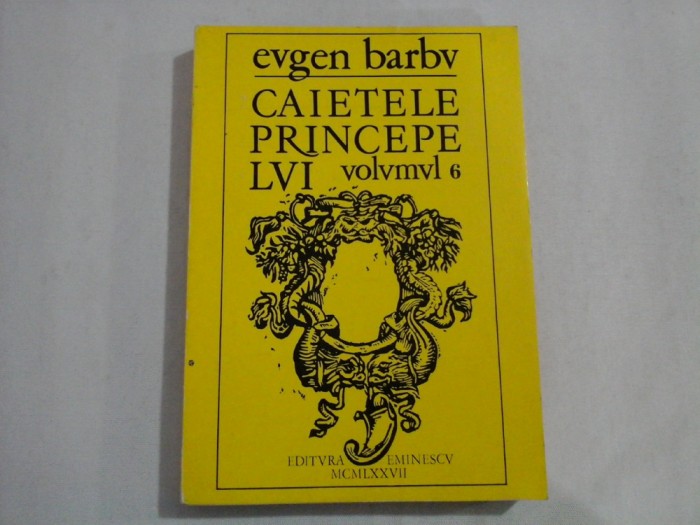 evgen barbv
CAIETELE
PRINCEPE
LVI volvmvl 6
EDITVRA EMINESCV
MCMLXXVII